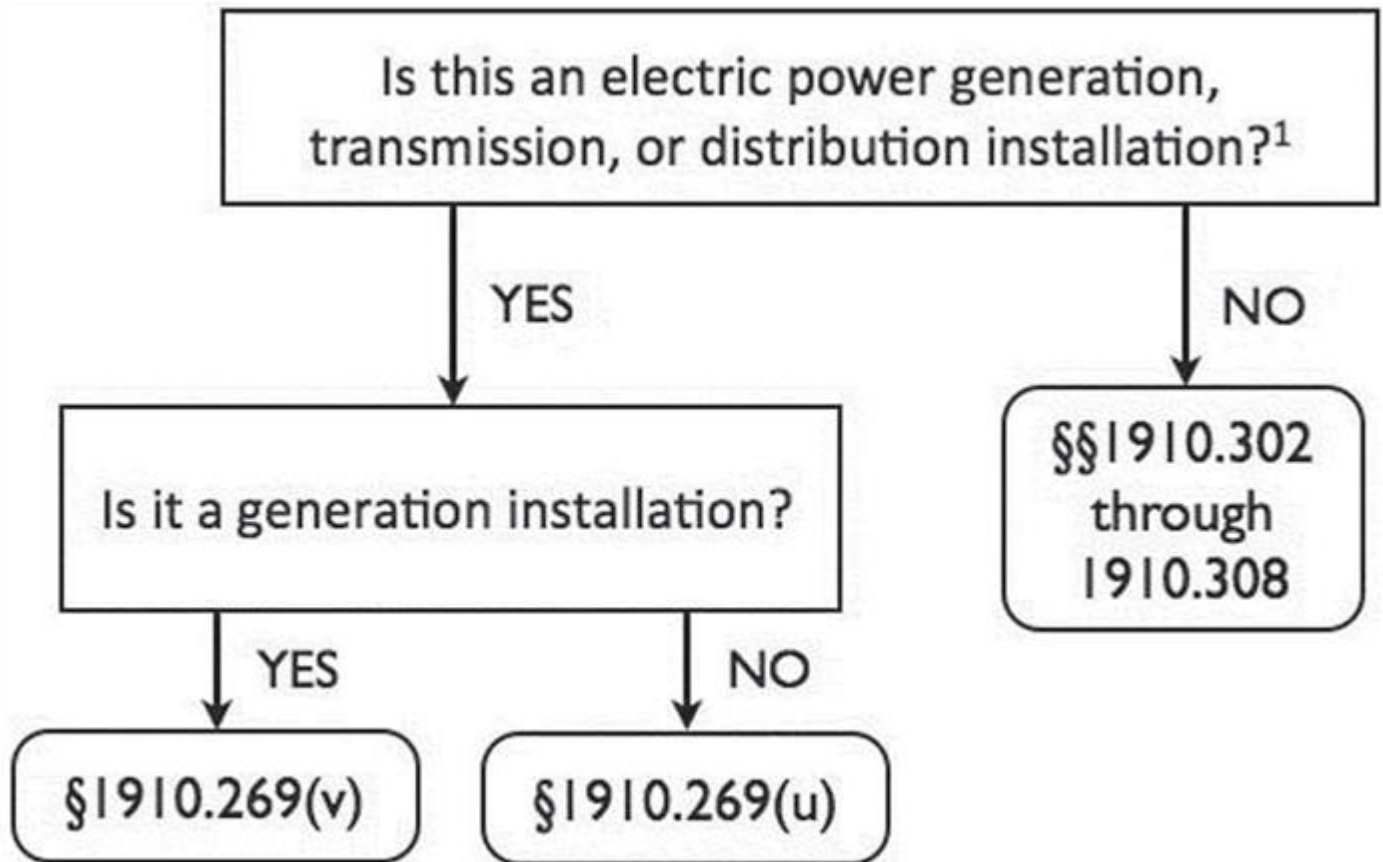 Is this an electric power generation,
transmission, or distribution installation?¹
YES
NO
Is it a generation installation?
§§1910.302
through
1910.308
YES
NO
§1910.269(v)
§1910.269(u)